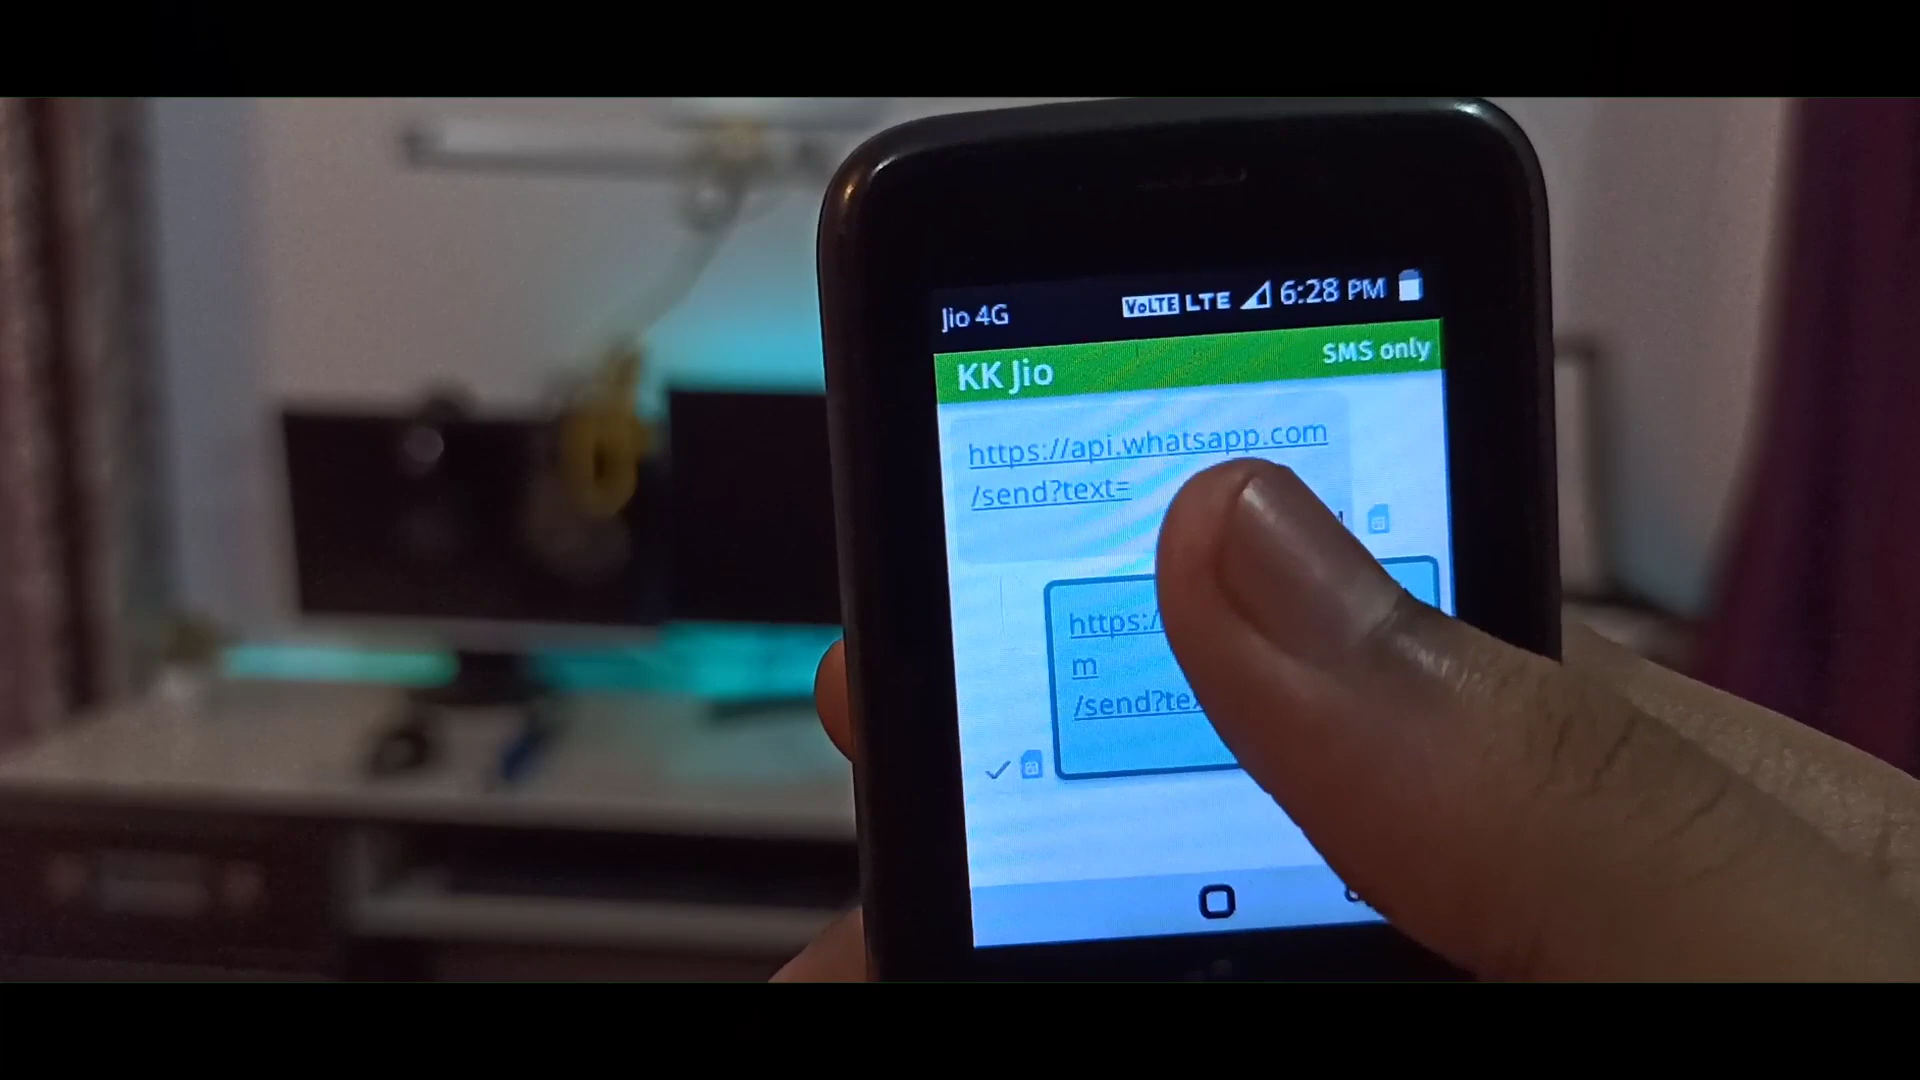 Jio 4G VoLTE LTE 6:28 PM
KK Jio SMS only
https://api.whatsapp.com
/send?text=
https:/
m
/send?te